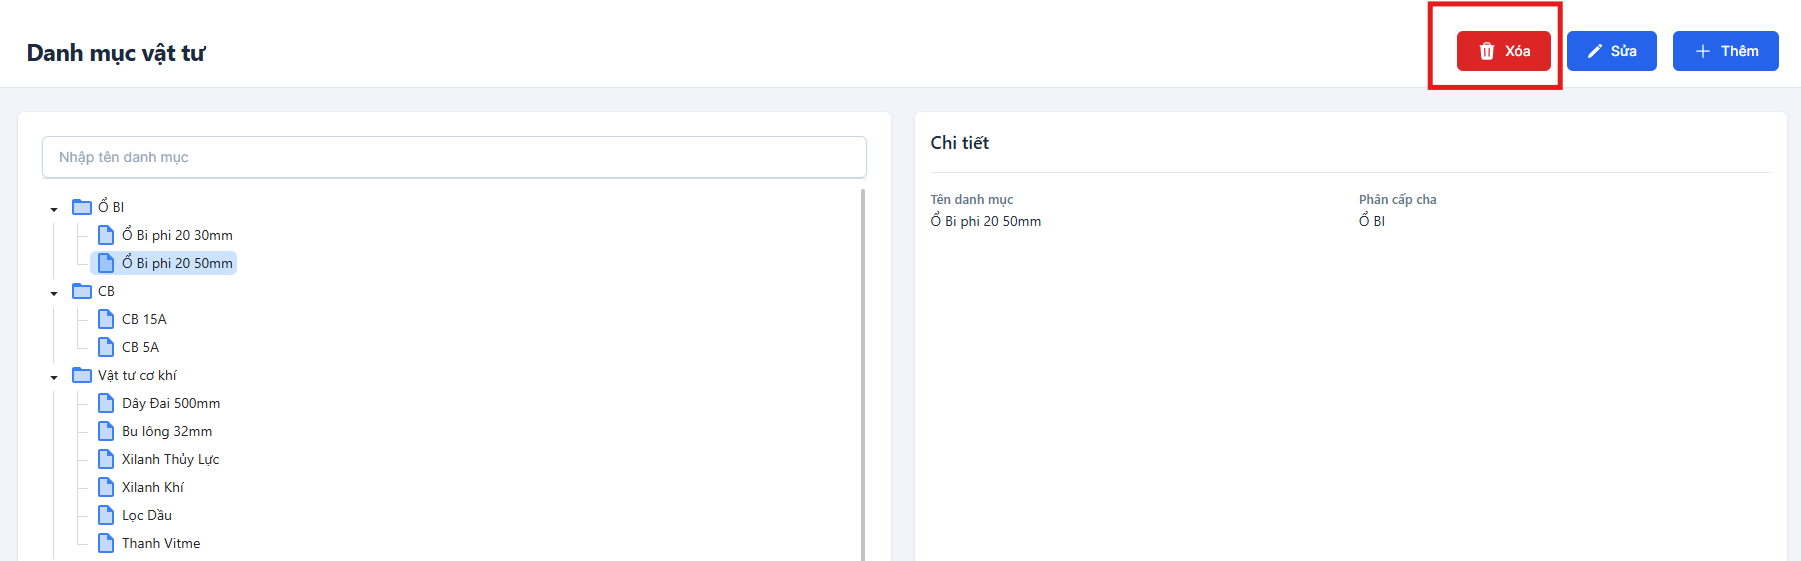 Danh mục vật tư
Xóa
Sửa
Thêm
Nhập tên danh mục
Ổ BI
Ổ Bi phi 20 30mm
Ổ Bi phi 20 50mm
CB
CB 15A
CB 5A
Vật tư cơ khí
Dây Đai 500mm
Bu lông 32mm
Xilanh Thủy Lực
Xilanh Khí
Lọc Dầu
Thanh Vitme
Chi tiết
Tên danh mục
Ổ Bi phi 20 50mm
Phân cấp cha
Ổ BI